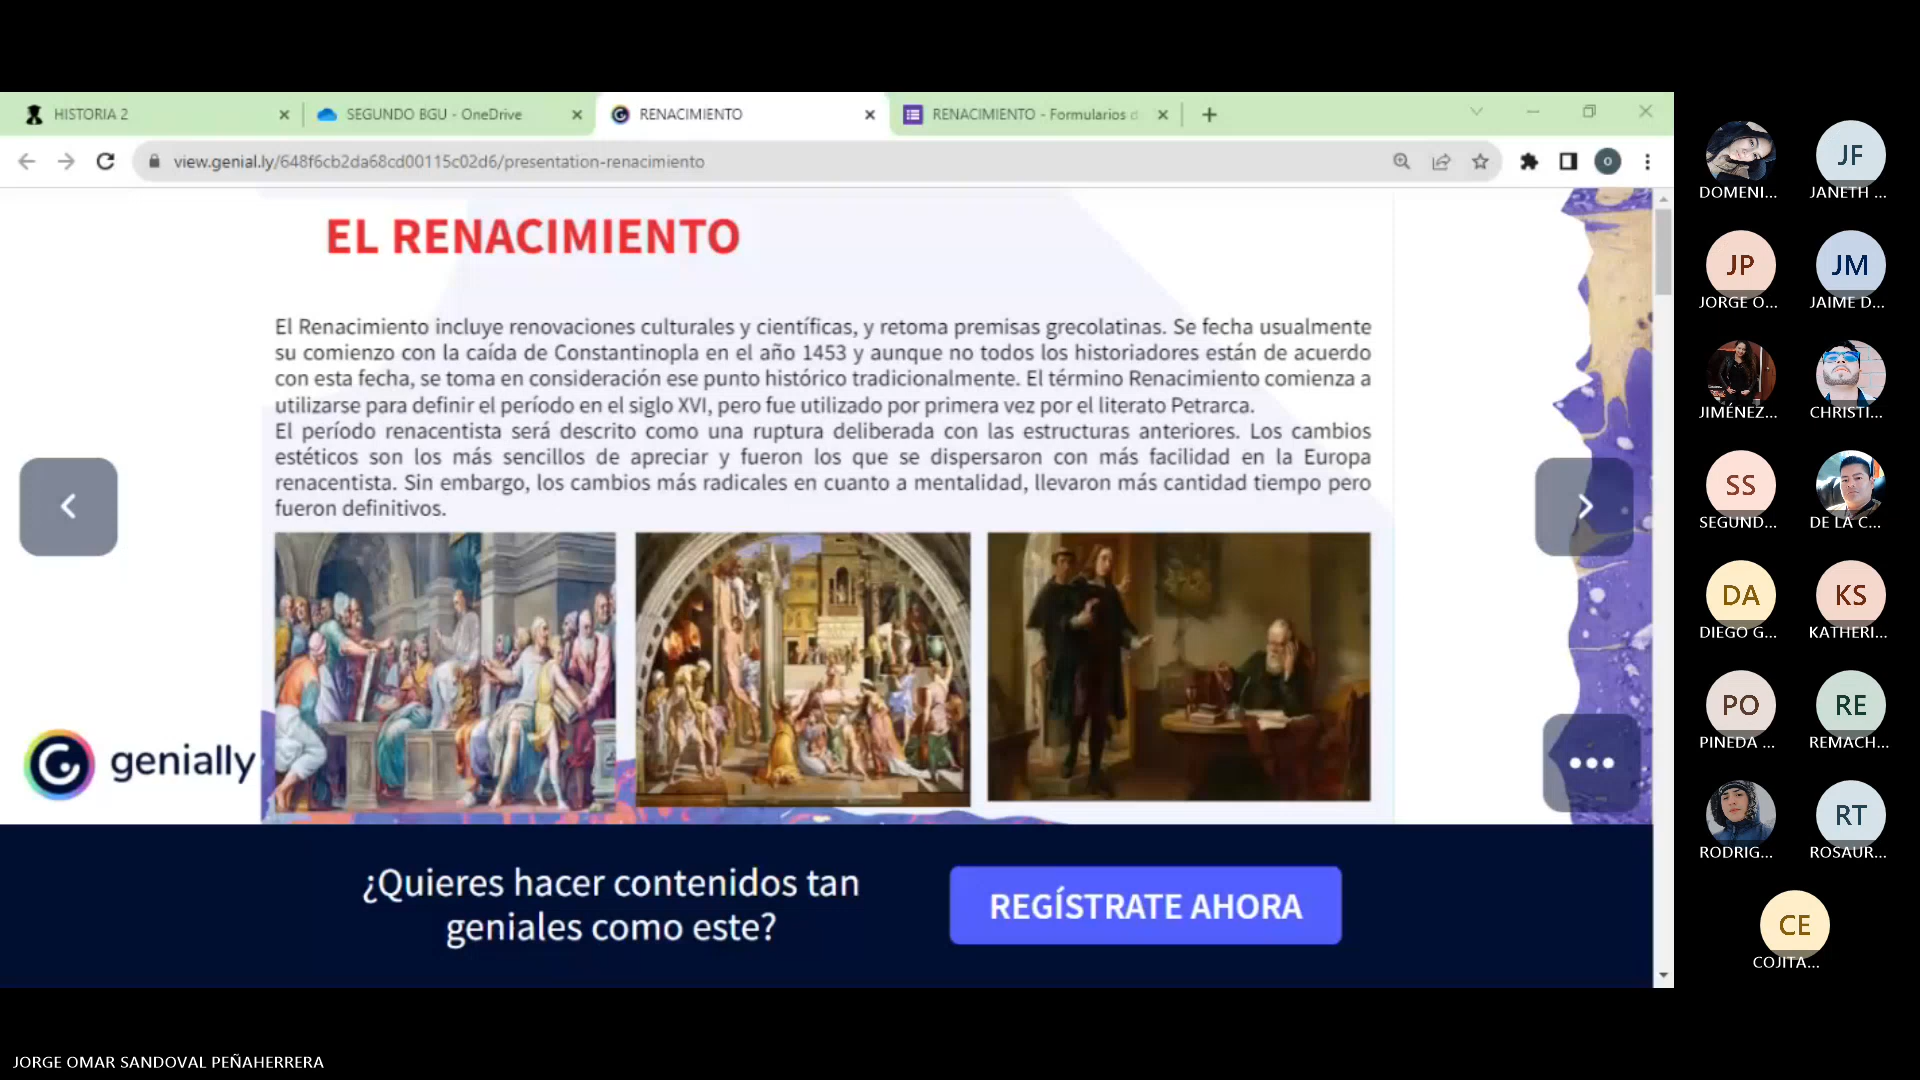 HISTORIA 2
SEGUNDO BGU - OneDrive
RENACIMIENTO
RENACIMIENTO - Formularios
view.genial.ly/648f6cb2da68cd00115c02d6/presentation-renacimiento
EL RENACIMIENTO
El Renacimiento incluye renovaciones culturales y científicas, y retoma premisas grecolatinas. Se fecha usualmente
su comienzo con la caída de Constantinopla en el año 1453 y aunque no todos los historiadores están de acuerdo
con esta fecha, se toma en consideración ese punto histórico tradicionalmente. El término Renacimiento comienza a
utilizarse para definir el período en el siglo XVI, pero fue utilizado por primera vez por el literato Petrarca.
El período renacentista será descrito como una ruptura deliberada con las estructuras anteriores. Los cambios
estéticos son los más sencillos de apreciar y fueron los que se dispersaron con más facilidad en la Europa
renacentista. Sin embargo, los cambios más radicales en cuanto a mentalidad, llevaron más cantidad tiempo pero
fueron definitivos.
genially
¿Quieres hacer contenidos tan
geniales como este?
REGÍSTRATE AHORA
DOMENI...
JF
JANETH ...
JP
JORGE O...
JM
JAIME D...
JIMÉNEZ...
CHRISTI...
SS
SEGUND...
DE LA C...
DA
DIEGO G...
KS
KATHERI...
PO
PINEDA ...
RE
REMACH...
RODRIG...
RT
ROSAUR...
CE
COJITA...
JORGE OMAR SANDOVAL PEÑAHERRERA